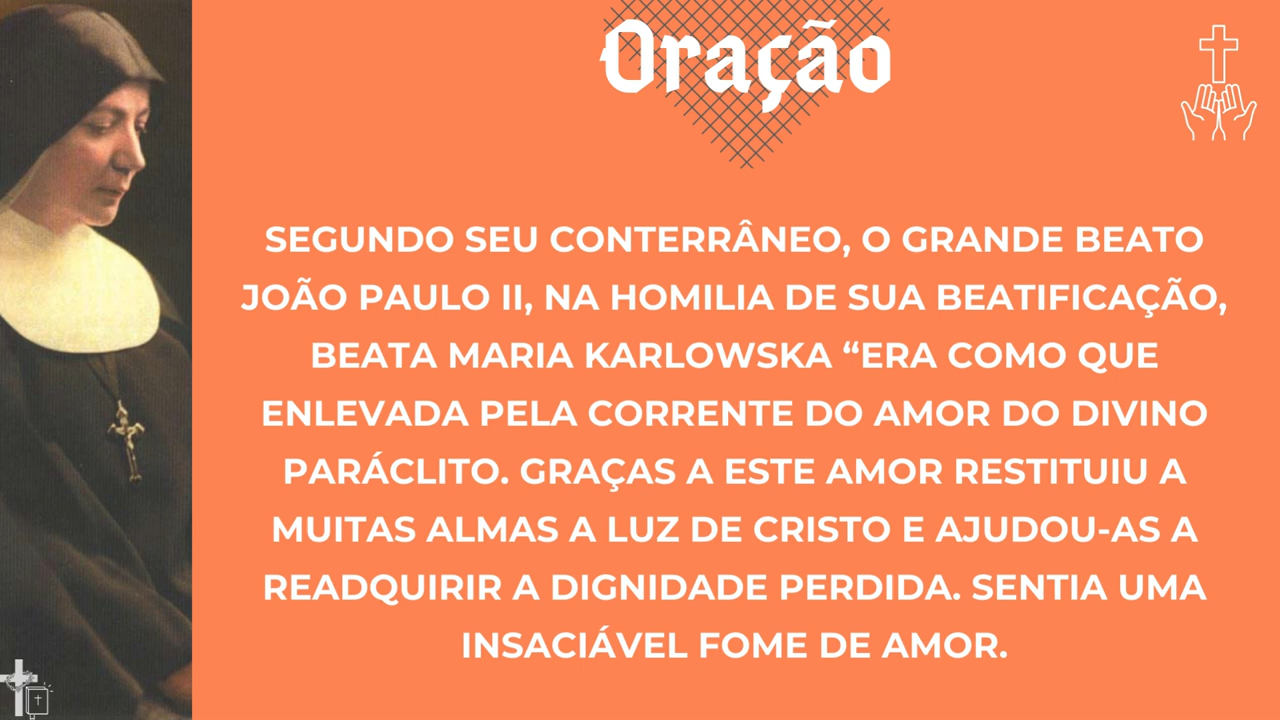 Oração
SEGUNDO SEU CONTERRÂNEO, O GRANDE BEATO
JOÃO PAULO II, NA HOMILIA DE SUA BEATIFICAÇÃO,
BEATA MARIA KARLOWSKA “ERA COMO QUE
ENLEVADA PELA CORRENTE DO AMOR DO DIVINO
PARÁCLITO. GRAÇAS A ESTE AMOR RESTITUIU A
MUITAS ALMAS A LUZ DE CRISTO E AJUDOU-AS A
READQUIRIR A DIGNIDADE PERDIDA. SENTIA UMA
INSACIÁVEL FOME DE AMOR.